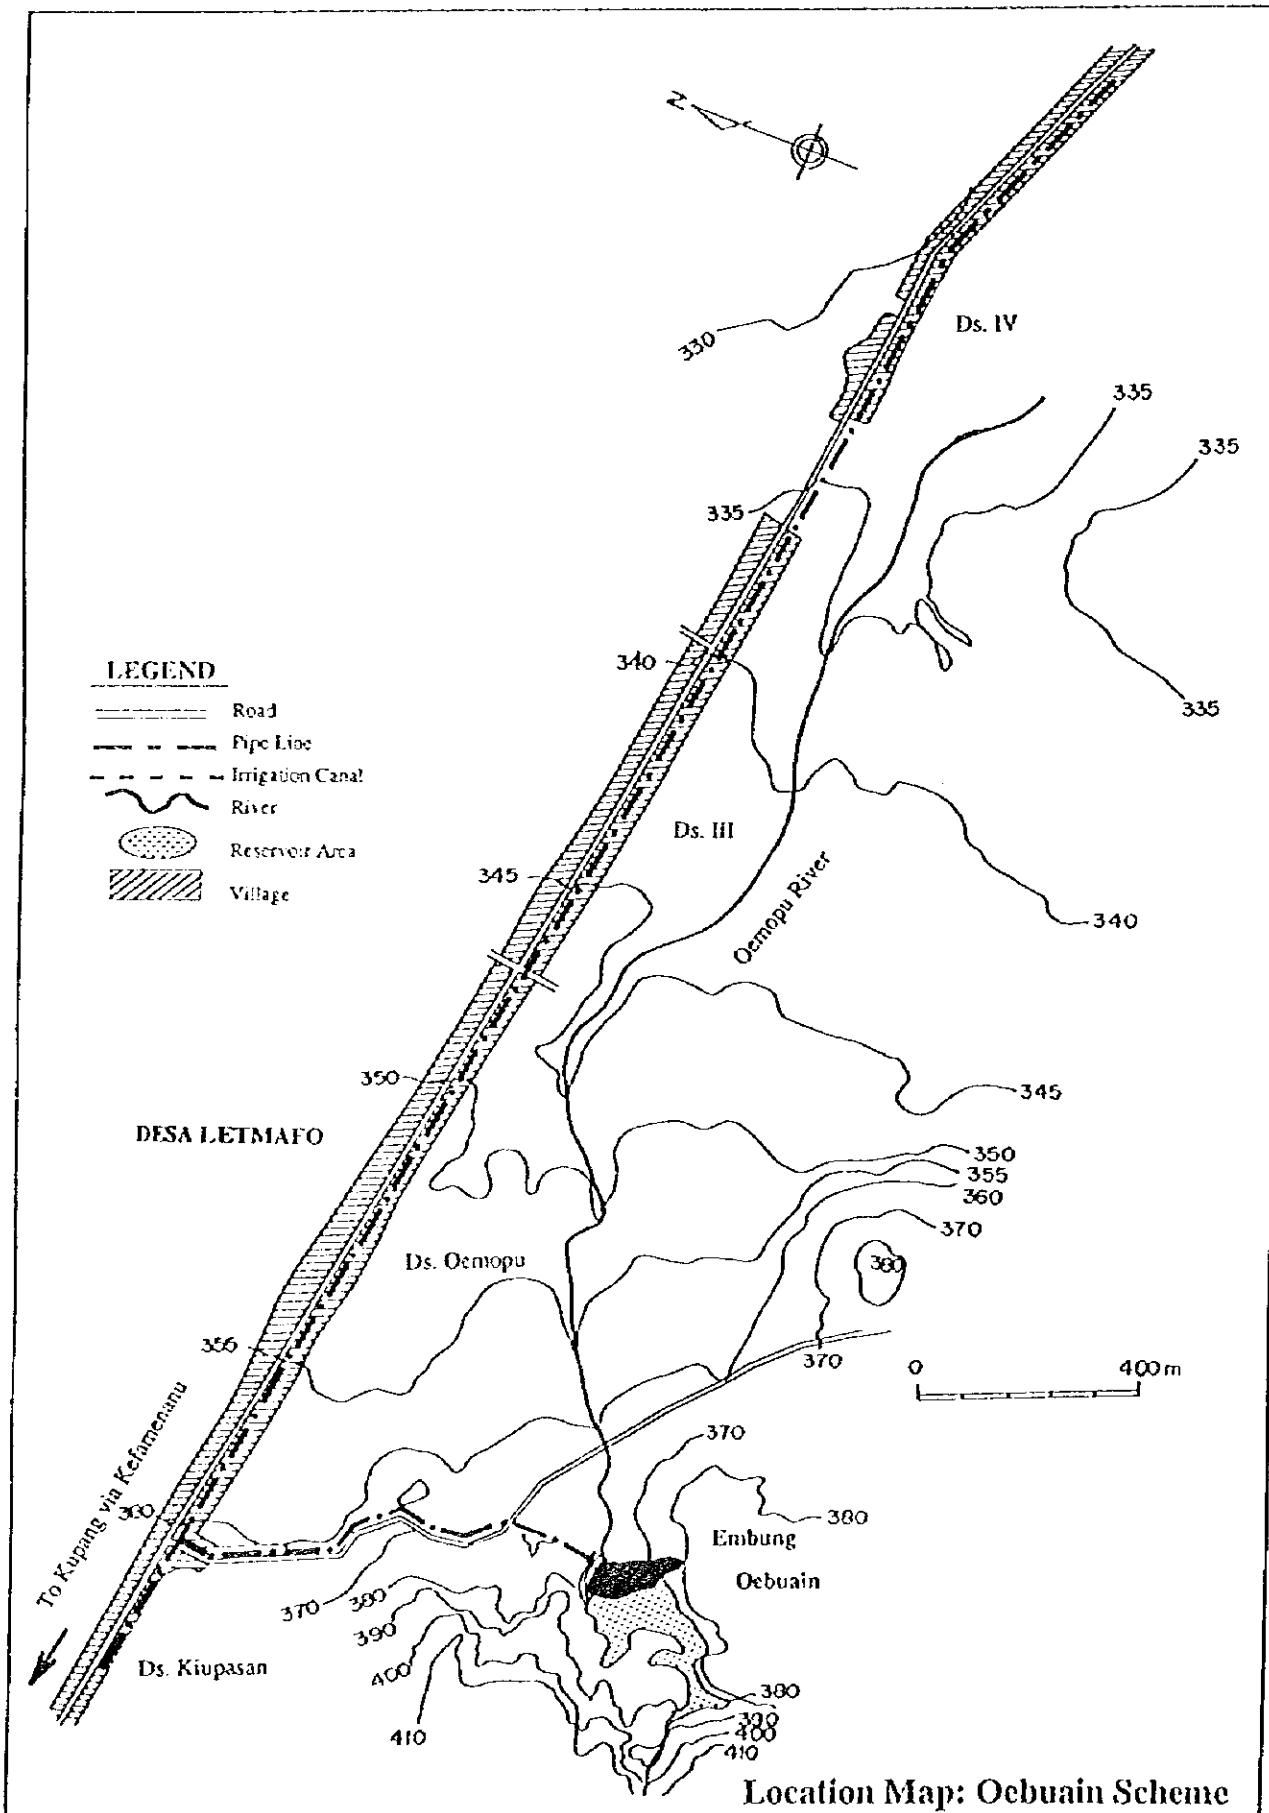 N
Ds. IV
330
335
335
335
340
LEGEND
Road
Pipe Line
Irrigation Canal
River
Reservoir Area
Village
335
Ds. III
345
Oemopu River
340
350
345
DESA LETMAFO
350
355
360
370
Ds. Oemopu
380
355
370
0 400 m
To Kupang via Kefamenanu
370
360
380
Embung
Oebuain
370
380
390
Ds. Kiupasan
400
380
390
400
410
410
Location Map: Oebuain Scheme